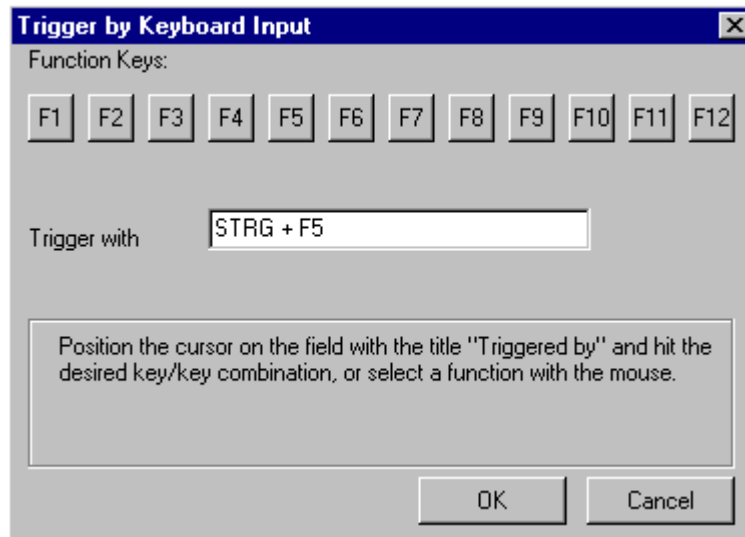 Trigger by Keyboard Input
Function Keys:
F1 F2 F3 F4 F5 F6 F7 F8 F9 F10 F11 F12
Trigger with STRG + F5
Position the cursor on the field with the title "Triggered by" and hit the
desired key/key combination, or select a function with the mouse.
OK Cancel